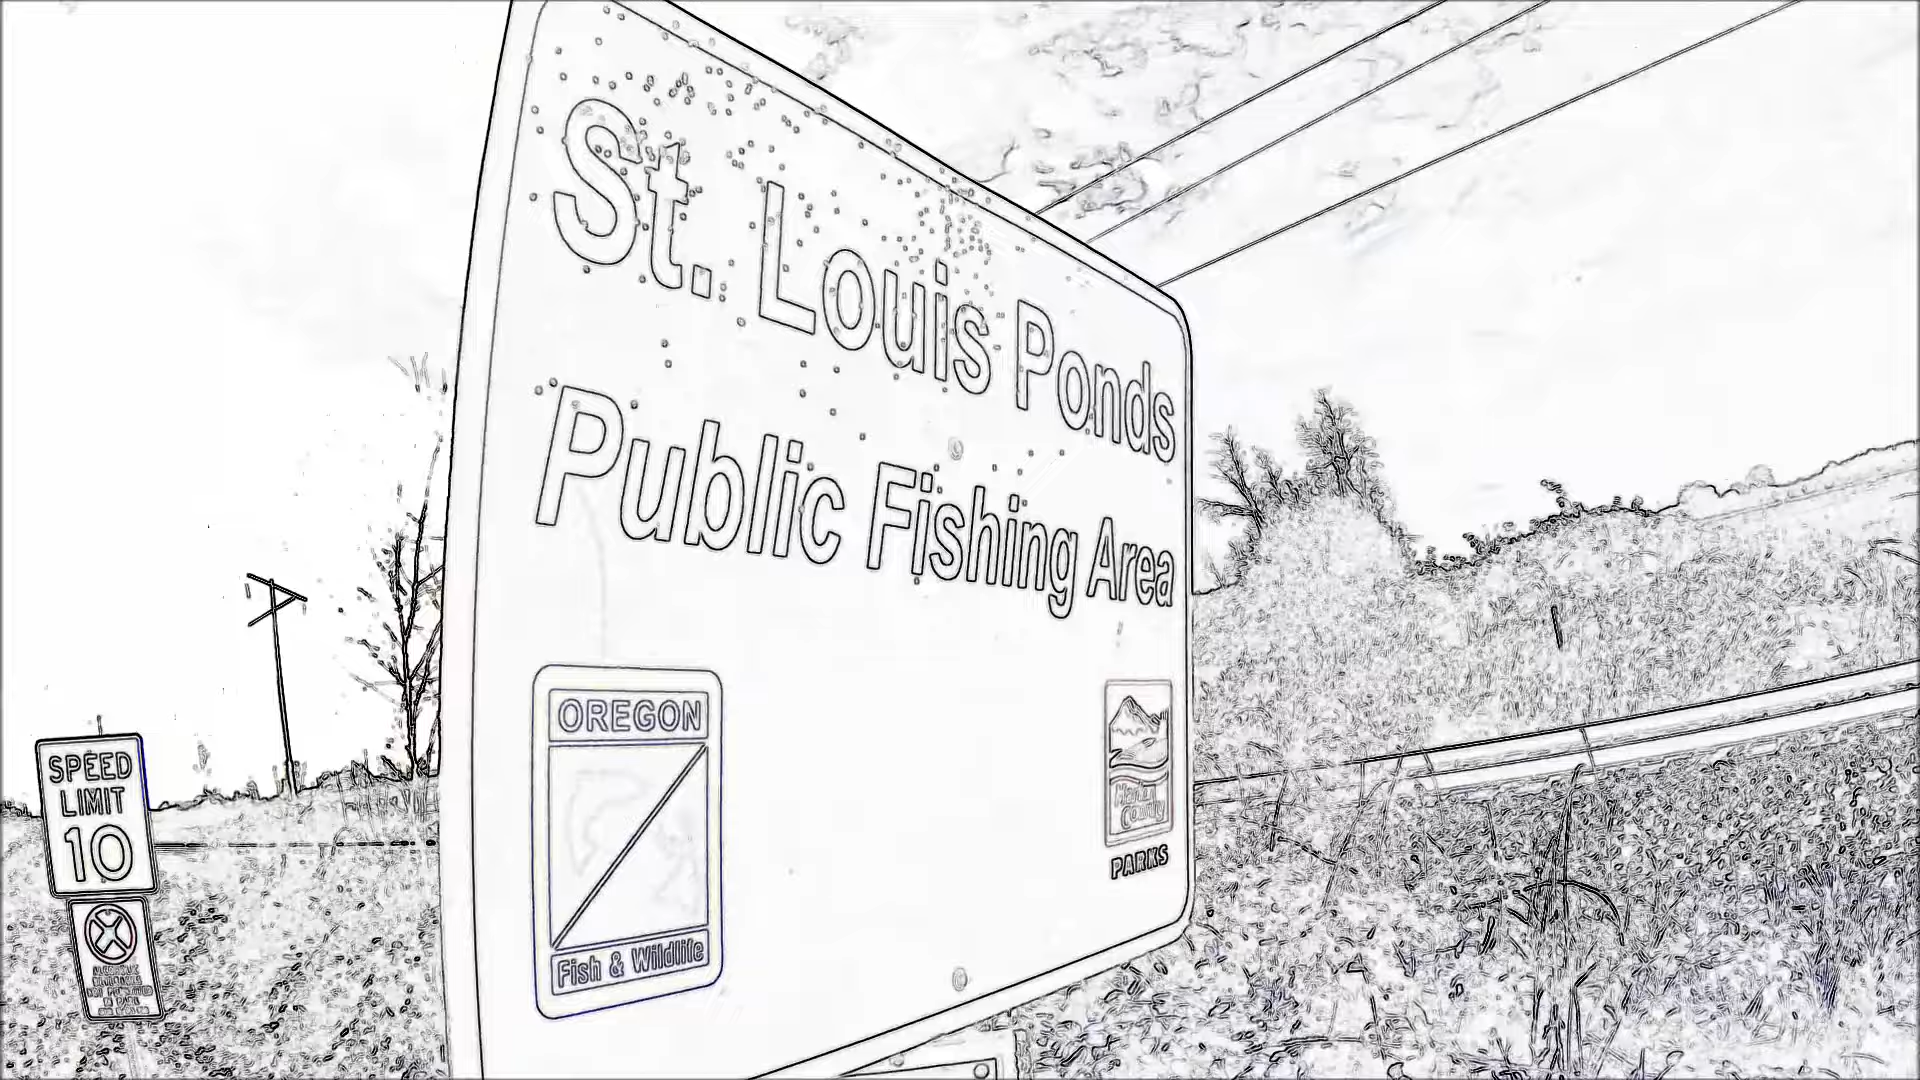 St. Louis Ponds
Public Fishing Area
OREGON
Fish & Wildlife
PARKS
SPEED
LIMIT
10